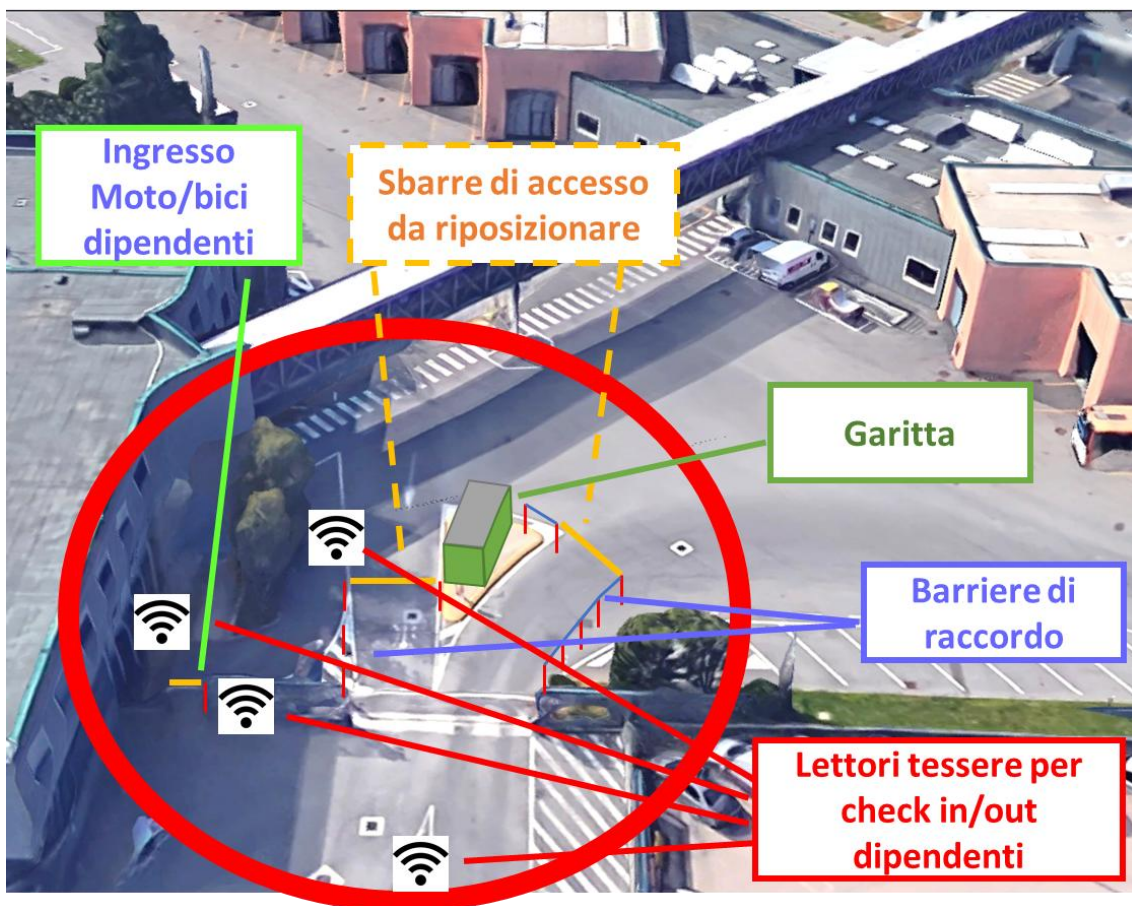 Ingresso
Moto/bici
dipendenti
Sbarre di accesso
da riposizionare
Garitta
Barriere di
raccordo
Lettori tessere per
check in/out
dipendenti